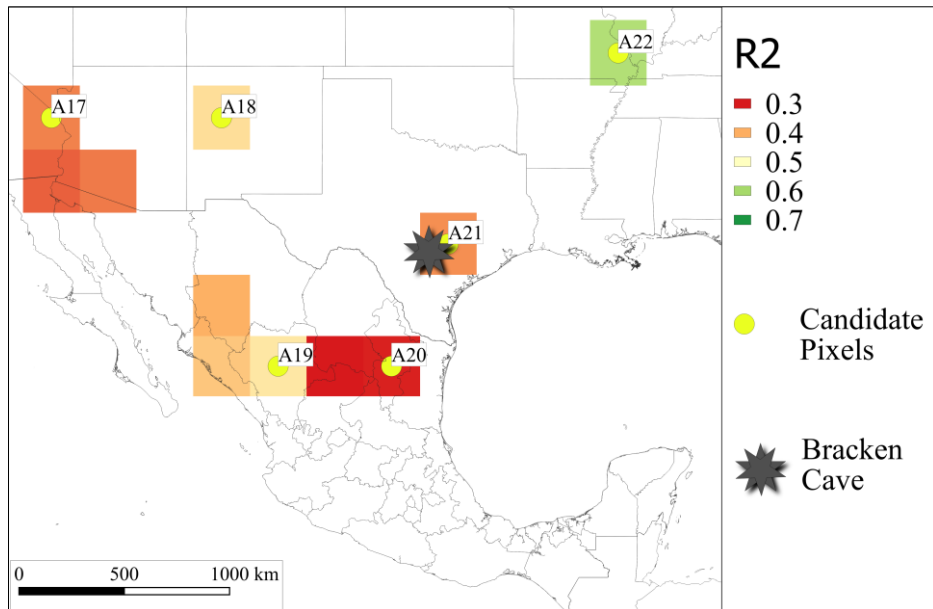 A22
R2
A17
A18
0.3
0.4
0.5
0.6
0.7
A21
Candidate
Pixels
A19
A20
Bracken
Cave
0 500 1000 km